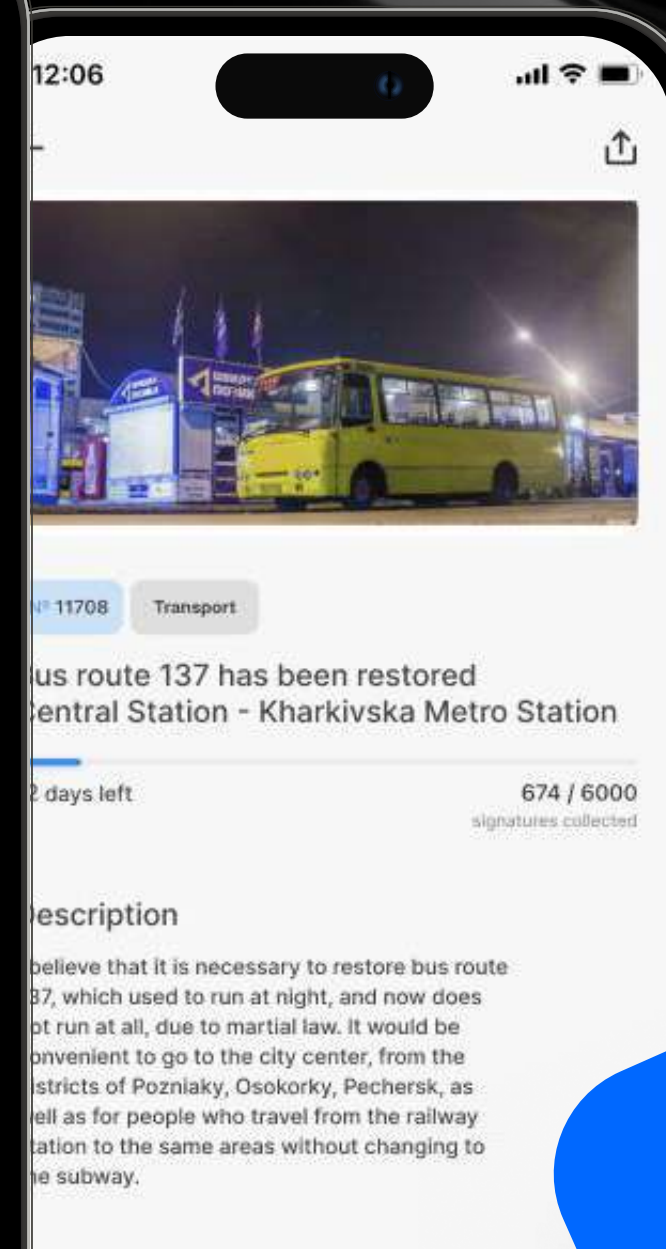 12:06
№ 11708
Transport
us route 137 has been restored
entral Station - Kharkivska Metro Station
days left
674 / 6000
signatures collected
escription
believe that it is necessary to restore bus route
37, which used to run at night, and now does
ot run at all, due to martial law. It would be
onvenient to go to the city center, from the
istricts of Pozniaky, Osokorky, Pechersk, as
ell as for people who travel from the railway
tation to the same areas without changing to
he subway.